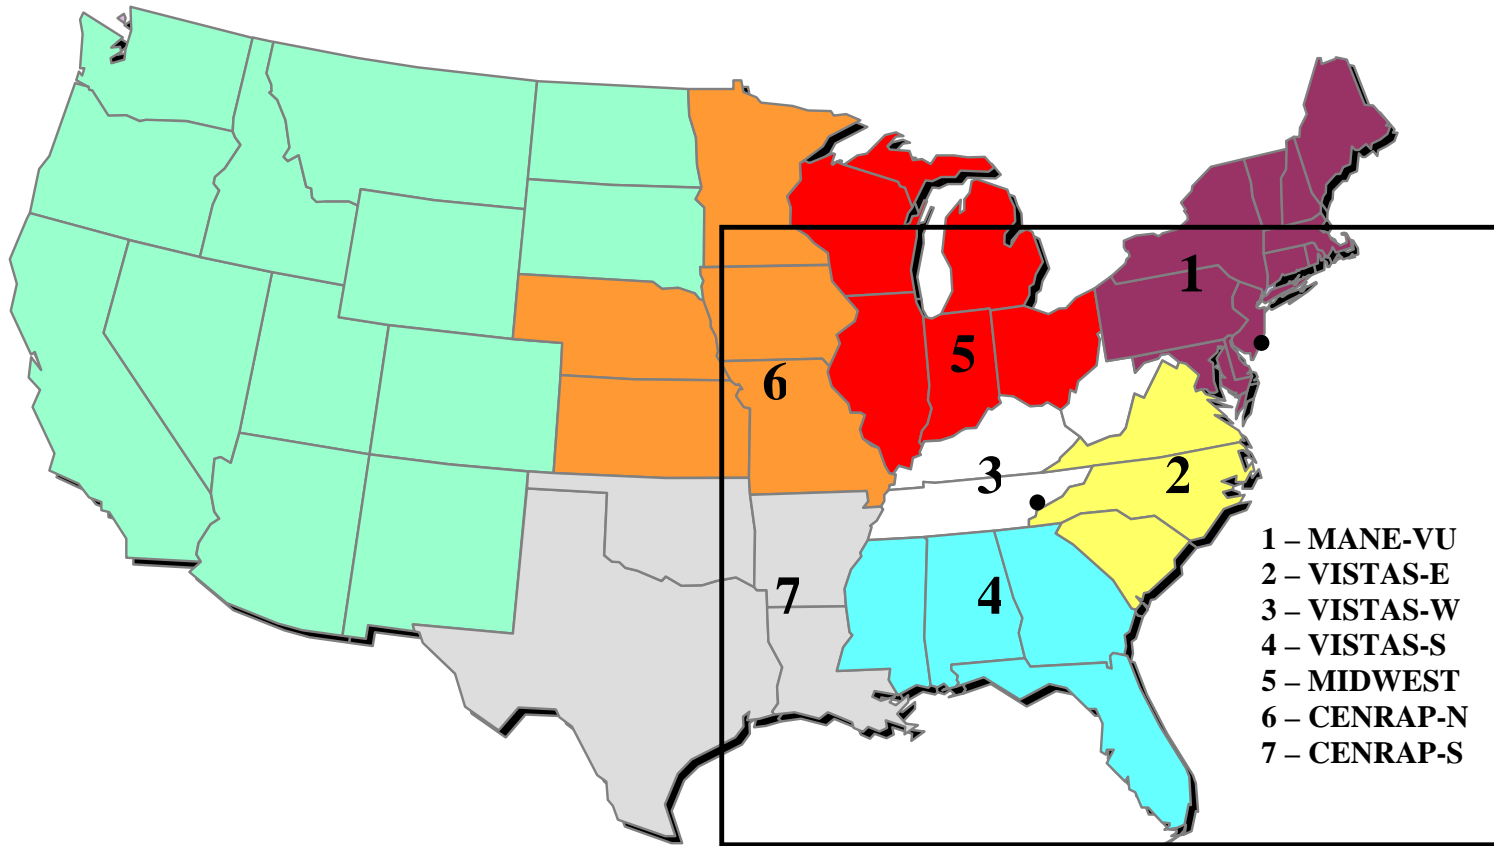 1
5
6
3
2
7
4
1 – MANE-VU
2 – VISTAS-E
3 – VISTAS-W
4 – VISTAS-S
5 – MIDWEST
6 – CENRAP-N
7 – CENRAP-S